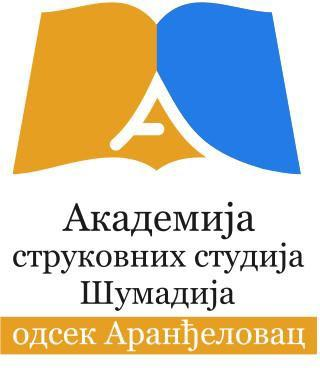 Академија
струковних студија
Шумадија
одсек Аранђеловац